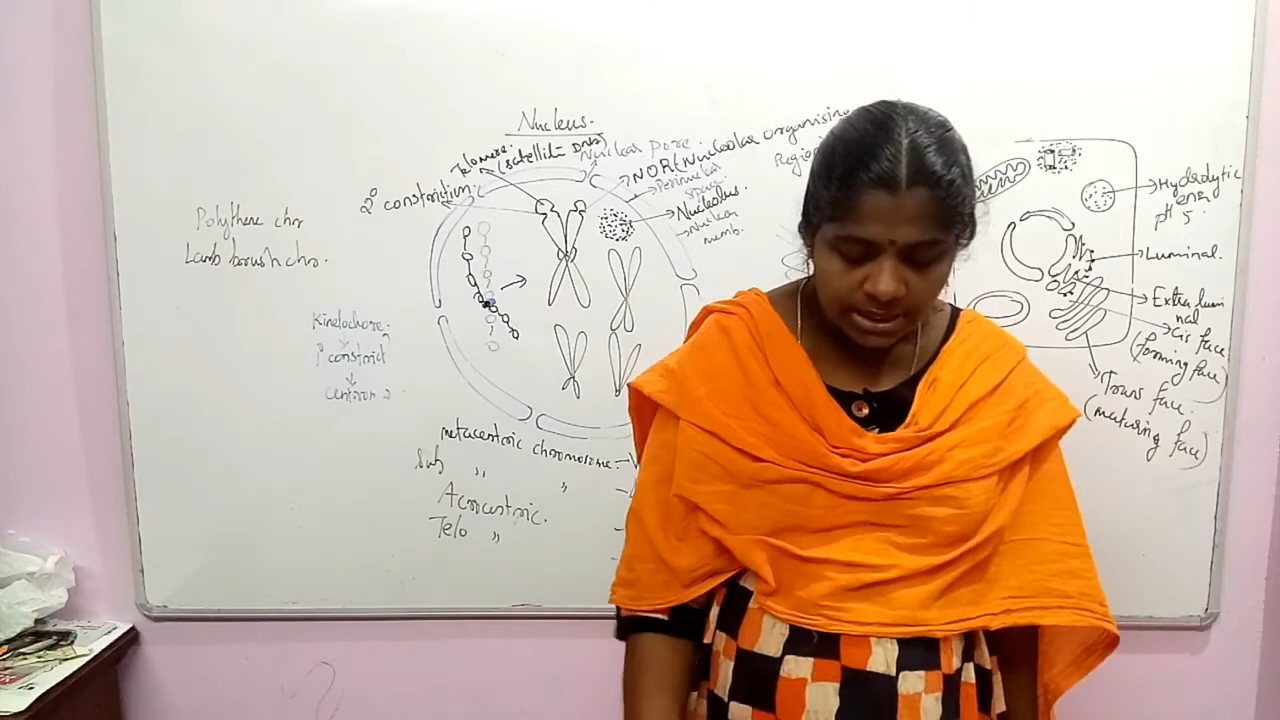 Nucleus.
Telomere.
(satellite DNA)
Nuclear pore.
NOR (Nucleolar organising
Region
2° constriction
Perinuclear
space
Nucleolus.
Nuclear
memb.
Polythene chr
Lamb brush chr.
Kinetochore
1° constrict
metacentric chromosome.
Sub " "
Acrocentric.
Telo "
Hydrolytic
pH 5.
Luminal.
Extra lumi
nal
cis face
(forming face)
Trans face.
(maturing face)